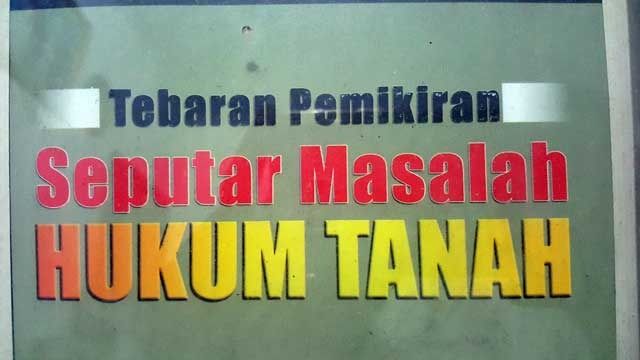 Tebaran Pemikiran
Seputar Masalah
HUKUM TANAH